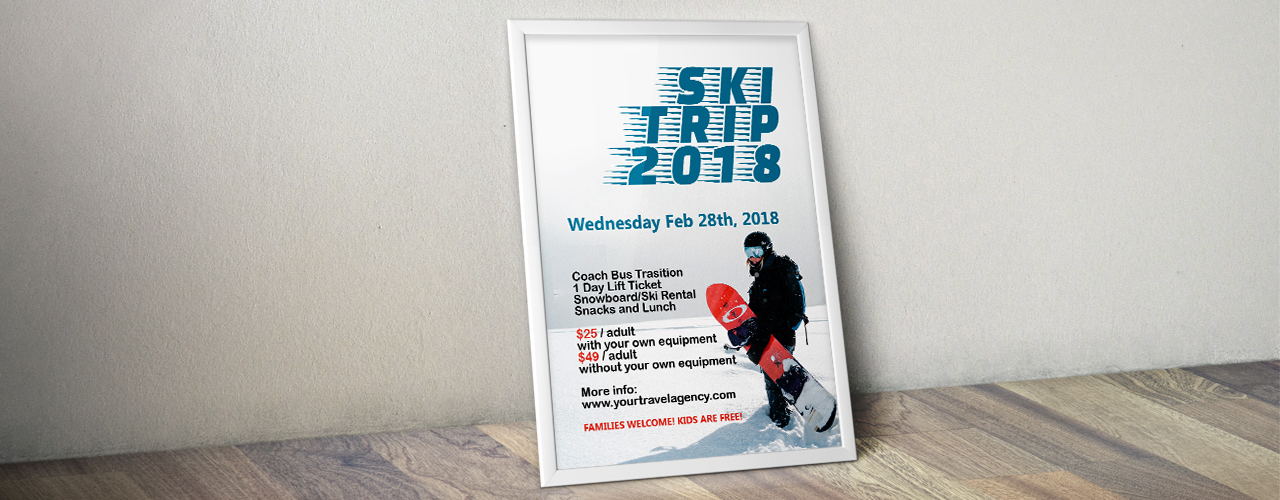 SKI
TRIP
2018
Wednesday Feb 28th, 2018
Coach Bus Trasition
1 Day Lift Ticket
Snowboard/Ski Rental
Snacks and Lunch
$25 / adult
with your own equipment
$49 / adult
without your own equipment
More info:
www.yourtravelagency.com
FAMILIES WELCOME! KIDS ARE FREE!